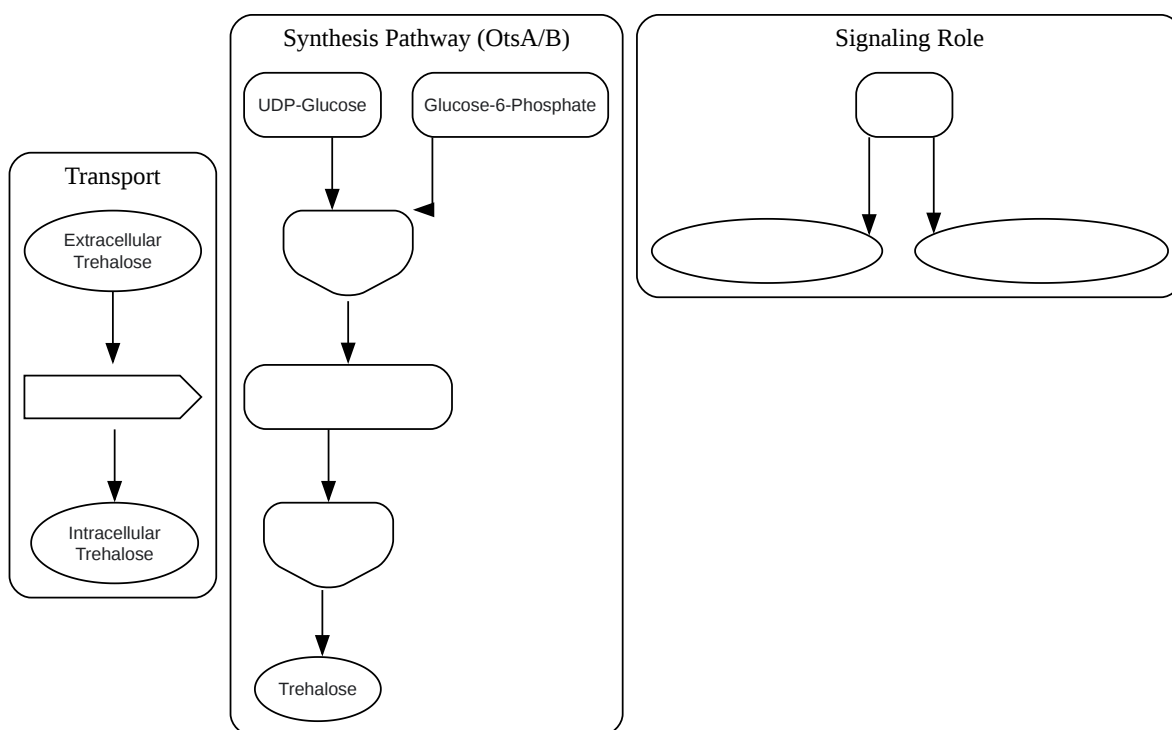 Transport
Extracellular
Trehalose
Intracellular
Trehalose
Synthesis Pathway (OtsA/B)
UDP-Glucose
Glucose-6-Phosphate
Trehalose
Signaling Role